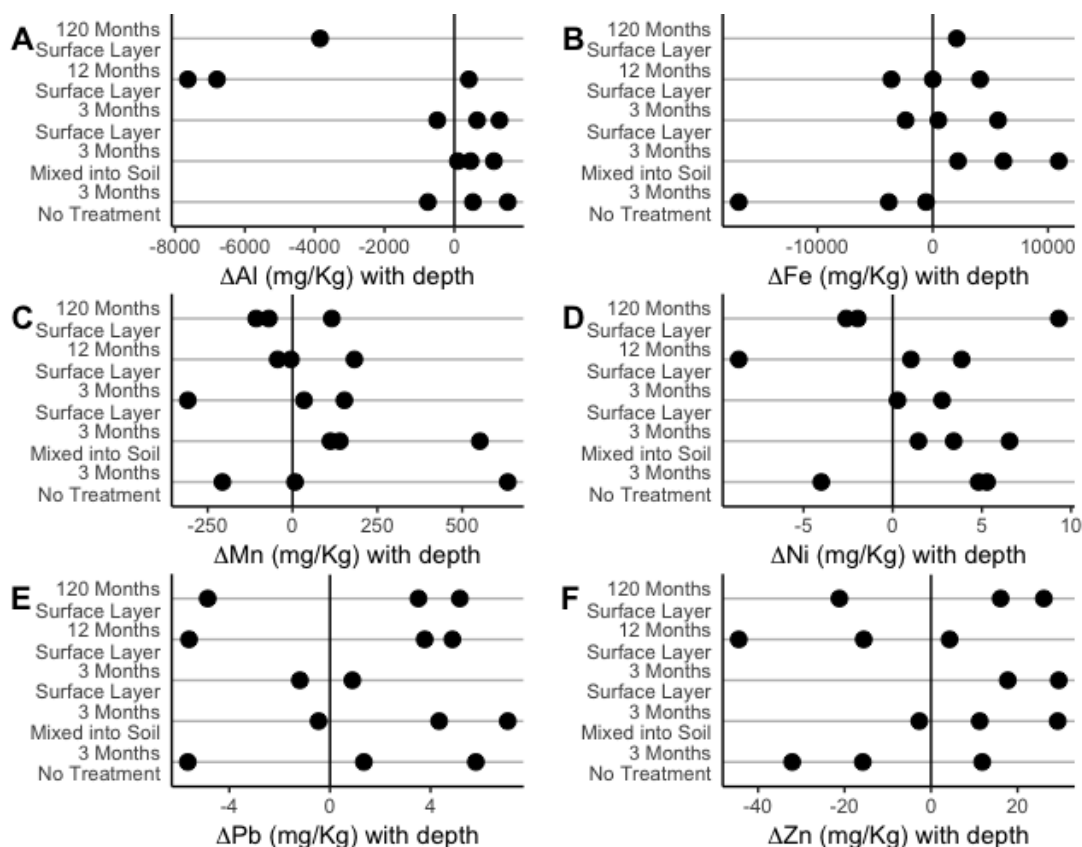 A
120 Months
Surface Layer
12 Months
Surface Layer
3 Months
Surface Layer
3 Months
Mixed into Soil
3 Months
No Treatment
-8000 -6000 -4000 -2000 0
ΔAl (mg/Kg) with depth
B
120 Months
Surface Layer
12 Months
Surface Layer
3 Months
Surface Layer
3 Months
Mixed into Soil
3 Months
No Treatment
-10000 0 10000
ΔFe (mg/Kg) with depth
C
120 Months
Surface Layer
12 Months
Surface Layer
3 Months
Surface Layer
3 Months
Mixed into Soil
3 Months
No Treatment
-250 0 250 500
ΔMn (mg/Kg) with depth
D
120 Months
Surface Layer
12 Months
Surface Layer
3 Months
Surface Layer
3 Months
Mixed into Soil
3 Months
No Treatment
-5 0 5 10
ΔNi (mg/Kg) with depth
E
120 Months
Surface Layer
12 Months
Surface Layer
3 Months
Surface Layer
3 Months
Mixed into Soil
3 Months
No Treatment
-4 0 4
ΔPb (mg/Kg) with depth
F
120 Months
Surface Layer
12 Months
Surface Layer
3 Months
Surface Layer
3 Months
Mixed into Soil
3 Months
No Treatment
-40 -20 0 20
ΔZn (mg/Kg) with depth